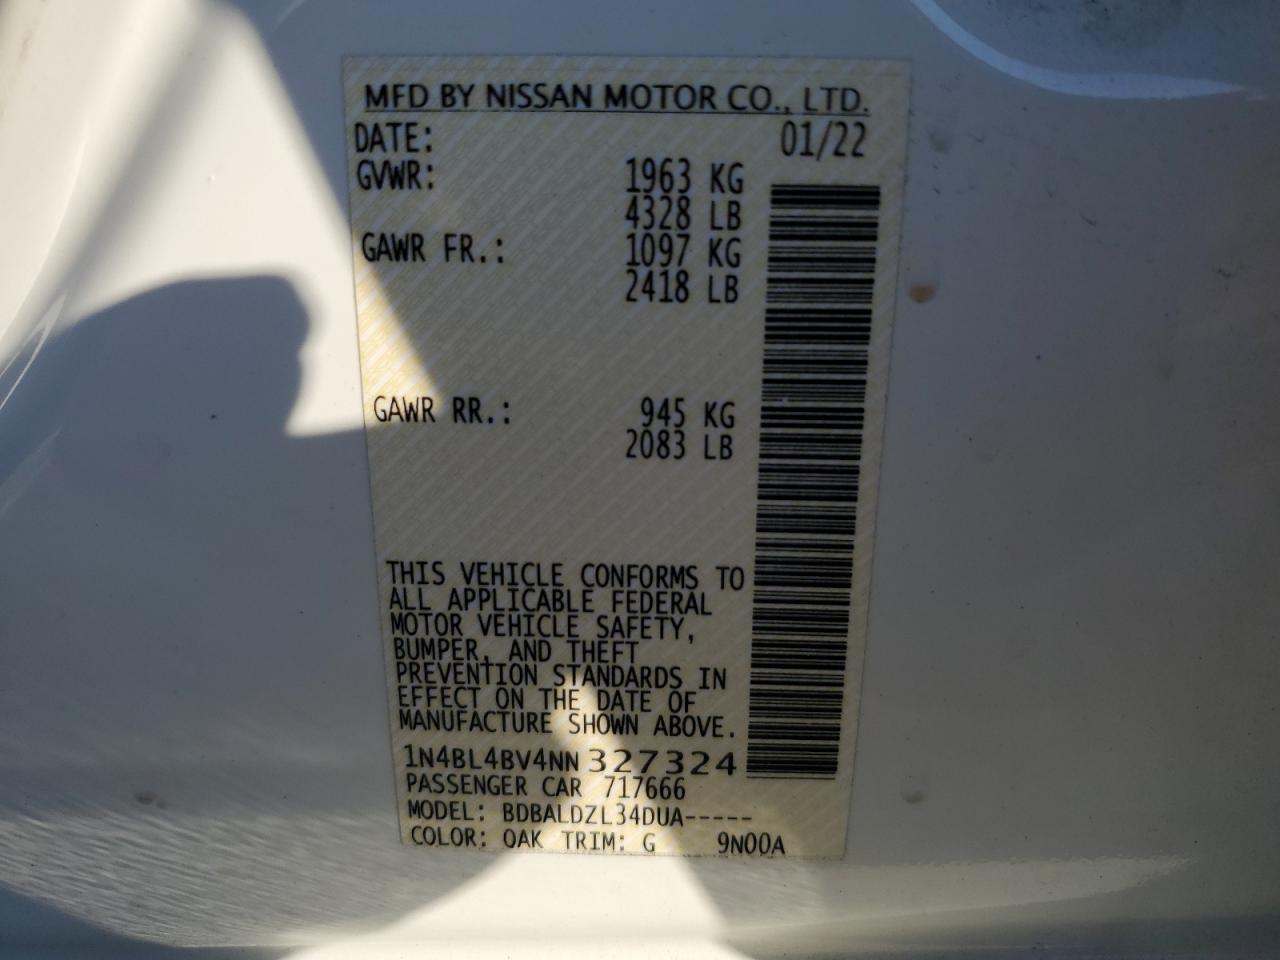 MFD BY NISSAN MOTOR CO., LTD.
DATE: 01/22
GVWR: 1963 KG
4328 LB
GAWR FR.: 1097 KG
2418 LB
GAWR RR.: 945 KG
2083 LB
THIS VEHICLE CONFORMS TO
ALL APPLICABLE FEDERAL
MOTOR VEHICLE SAFETY,
BUMPER, AND THEFT
PREVENTION STANDARDS IN
EFFECT ON THE DATE OF
MANUFACTURE SHOWN ABOVE.
1N4BL4BV4NN327324
PASSENGER CAR 717666
MODEL: BDBALDZL34DUA-----
COLOR: QAK TRIM: G 9N00A